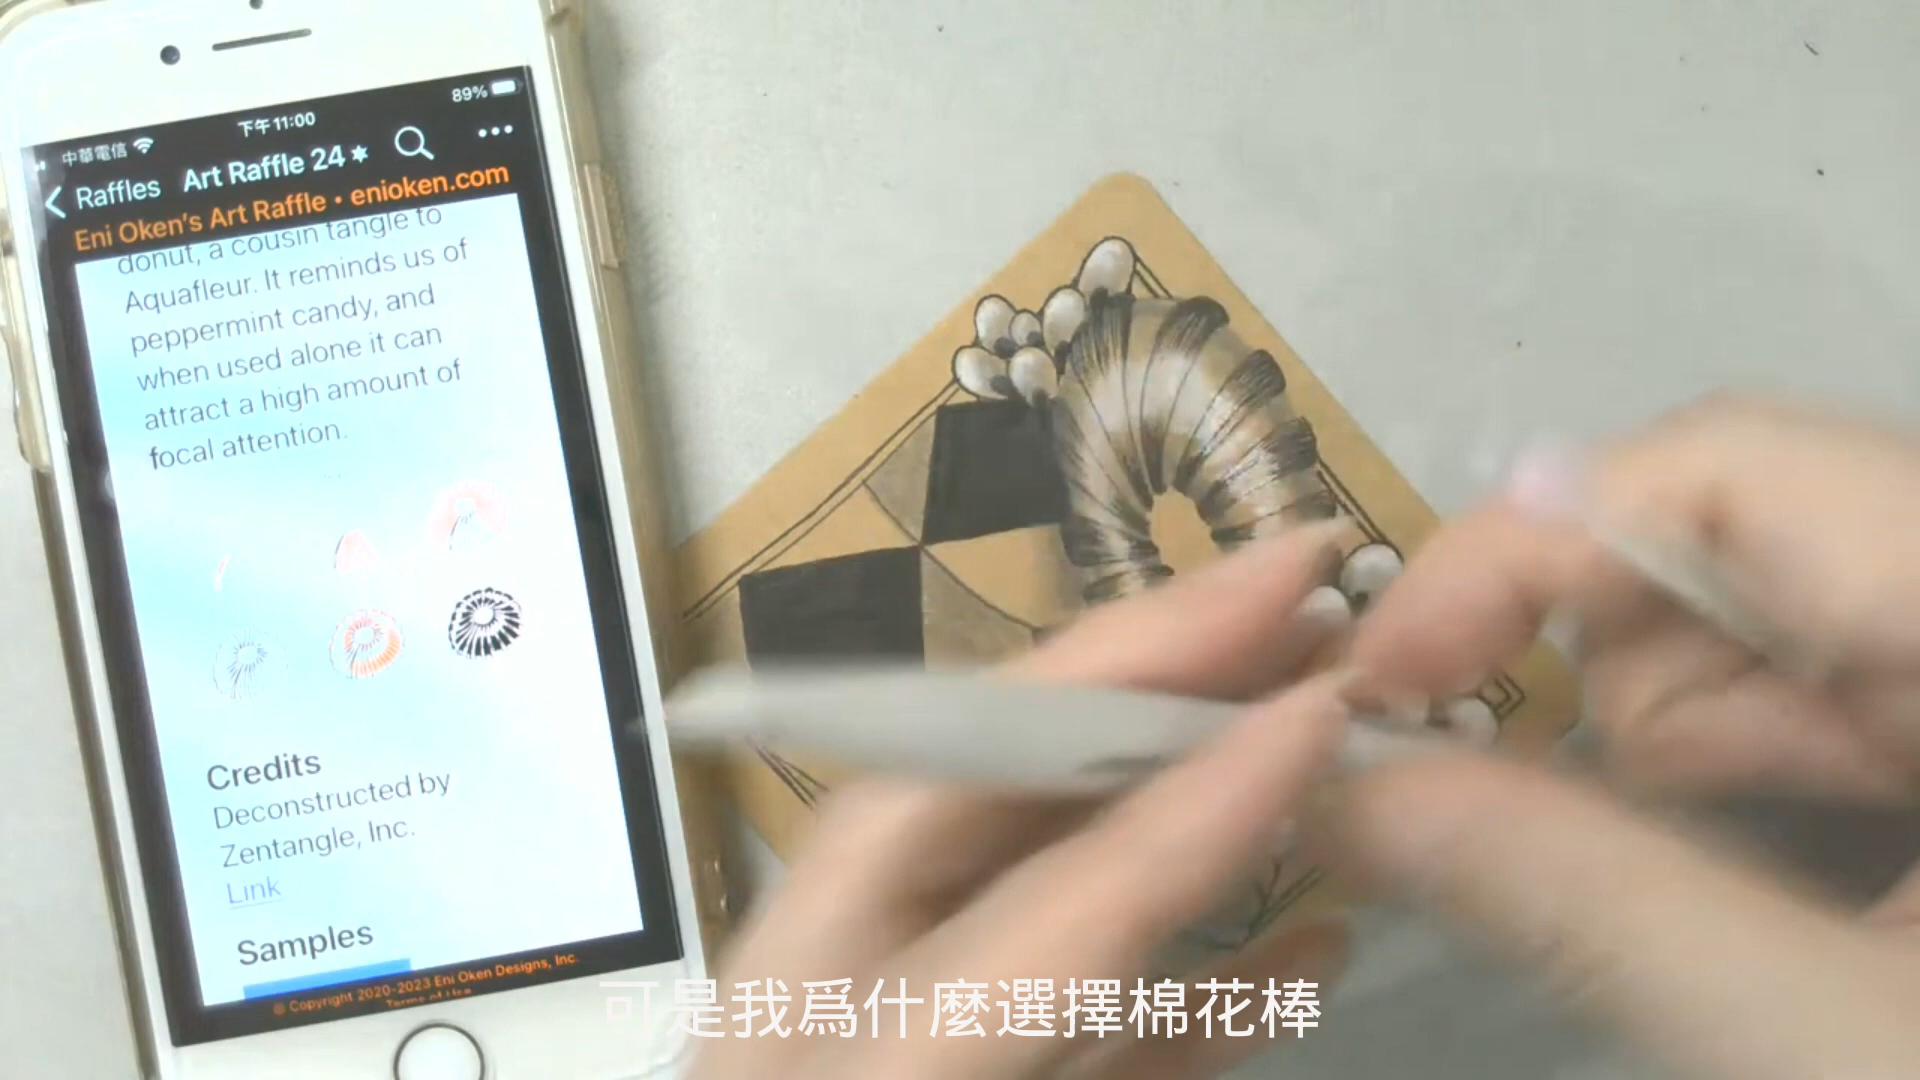 中華電信 下午11:00 89%
Raffles Art Raffle 24 ✶
Eni Oken's Art Raffle • enioken.com
donut, a cousin tangle to
Aquafleur. It reminds us of
peppermint candy, and
when used alone it can
attract a high amount of
focal attention.
Credits
Deconstructed by
Zentangle, Inc.
Link
Samples
© Copyright 2020-2023 Eni Oken Designs, Inc.
Terms of Use
可是我爲什麼選擇棉花棒